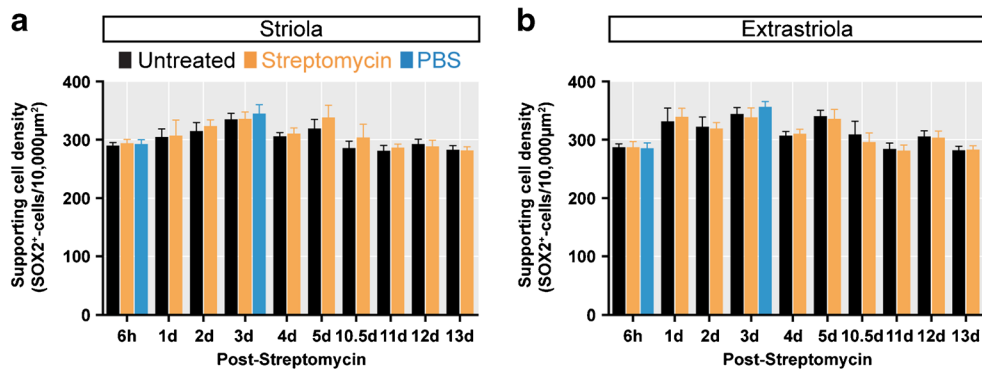 a
Striola
Untreated Streptomycin PBS
Supporting cell density
(SOX2⁺-cells/10,000µm²)
400
300
200
100
0
6h 1d 2d 3d 4d 5d 10.5d 11d 12d 13d
Post-Streptomycin
b
Extrastriola
Supporting cell density
(SOX2⁺-cells/10,000µm²)
400
300
200
100
0
6h 1d 2d 3d 4d 5d 10.5d 11d 12d 13d
Post-Streptomycin